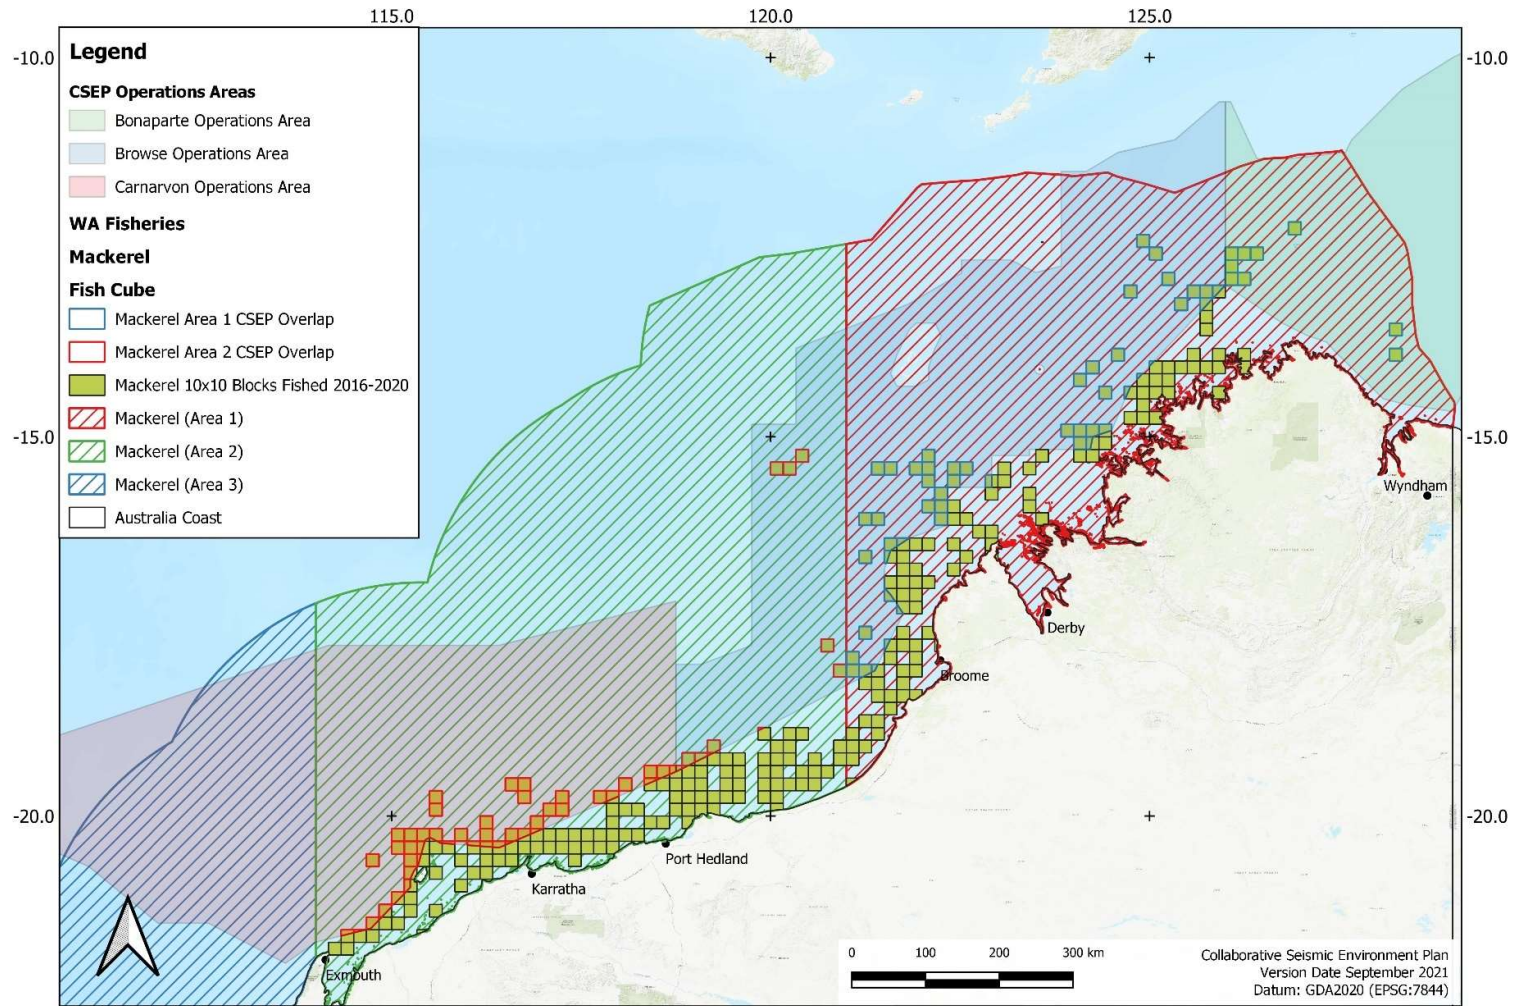 115.0 120.0 125.0
-10.0 -10.0
Legend
CSEP Operations Areas
Bonaparte Operations Area
Browse Operations Area
Carnarvon Operations Area
WA Fisheries
Mackerel
Fish Cube
Mackerel Area 1 CSEP Overlap
Mackerel Area 2 CSEP Overlap
Mackerel 10x10 Blocks Fished 2016-2020
Mackerel (Area 1)
Mackerel (Area 2)
Mackerel (Area 3)
Australia Coast
-15.0 -15.0
Wyndham
Derby
Broome
-20.0 -20.0
Port Hedland
Karratha
Exmouth
0 100 200 300 km
Collaborative Seismic Environment Plan
Version Date September 2021
Datum: GDA2020 (EPSG:7844)